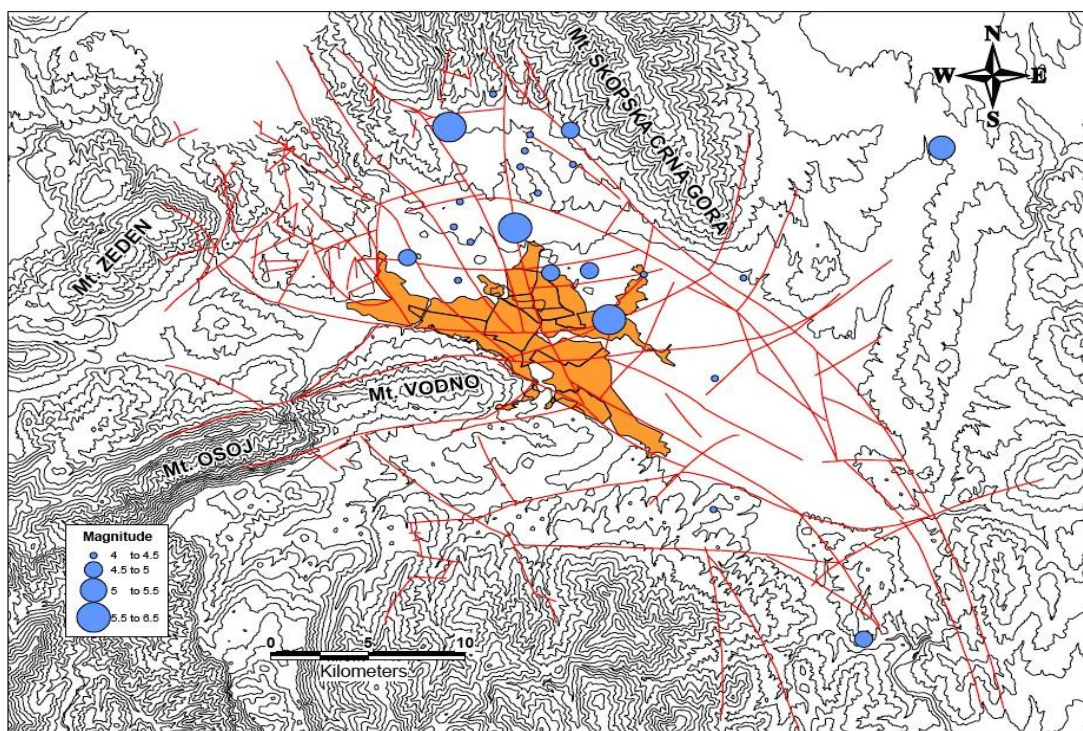 Mt. SKOPSKA CRNA GORA
N
W E
S
Mt. ZEDEN
Mt. VODNO
Mt. OSOJ
Magnitude
4 to 4.5
4.5 to 5
5 to 5.5
5.5 to 6.5
0 5 10
Kilometers